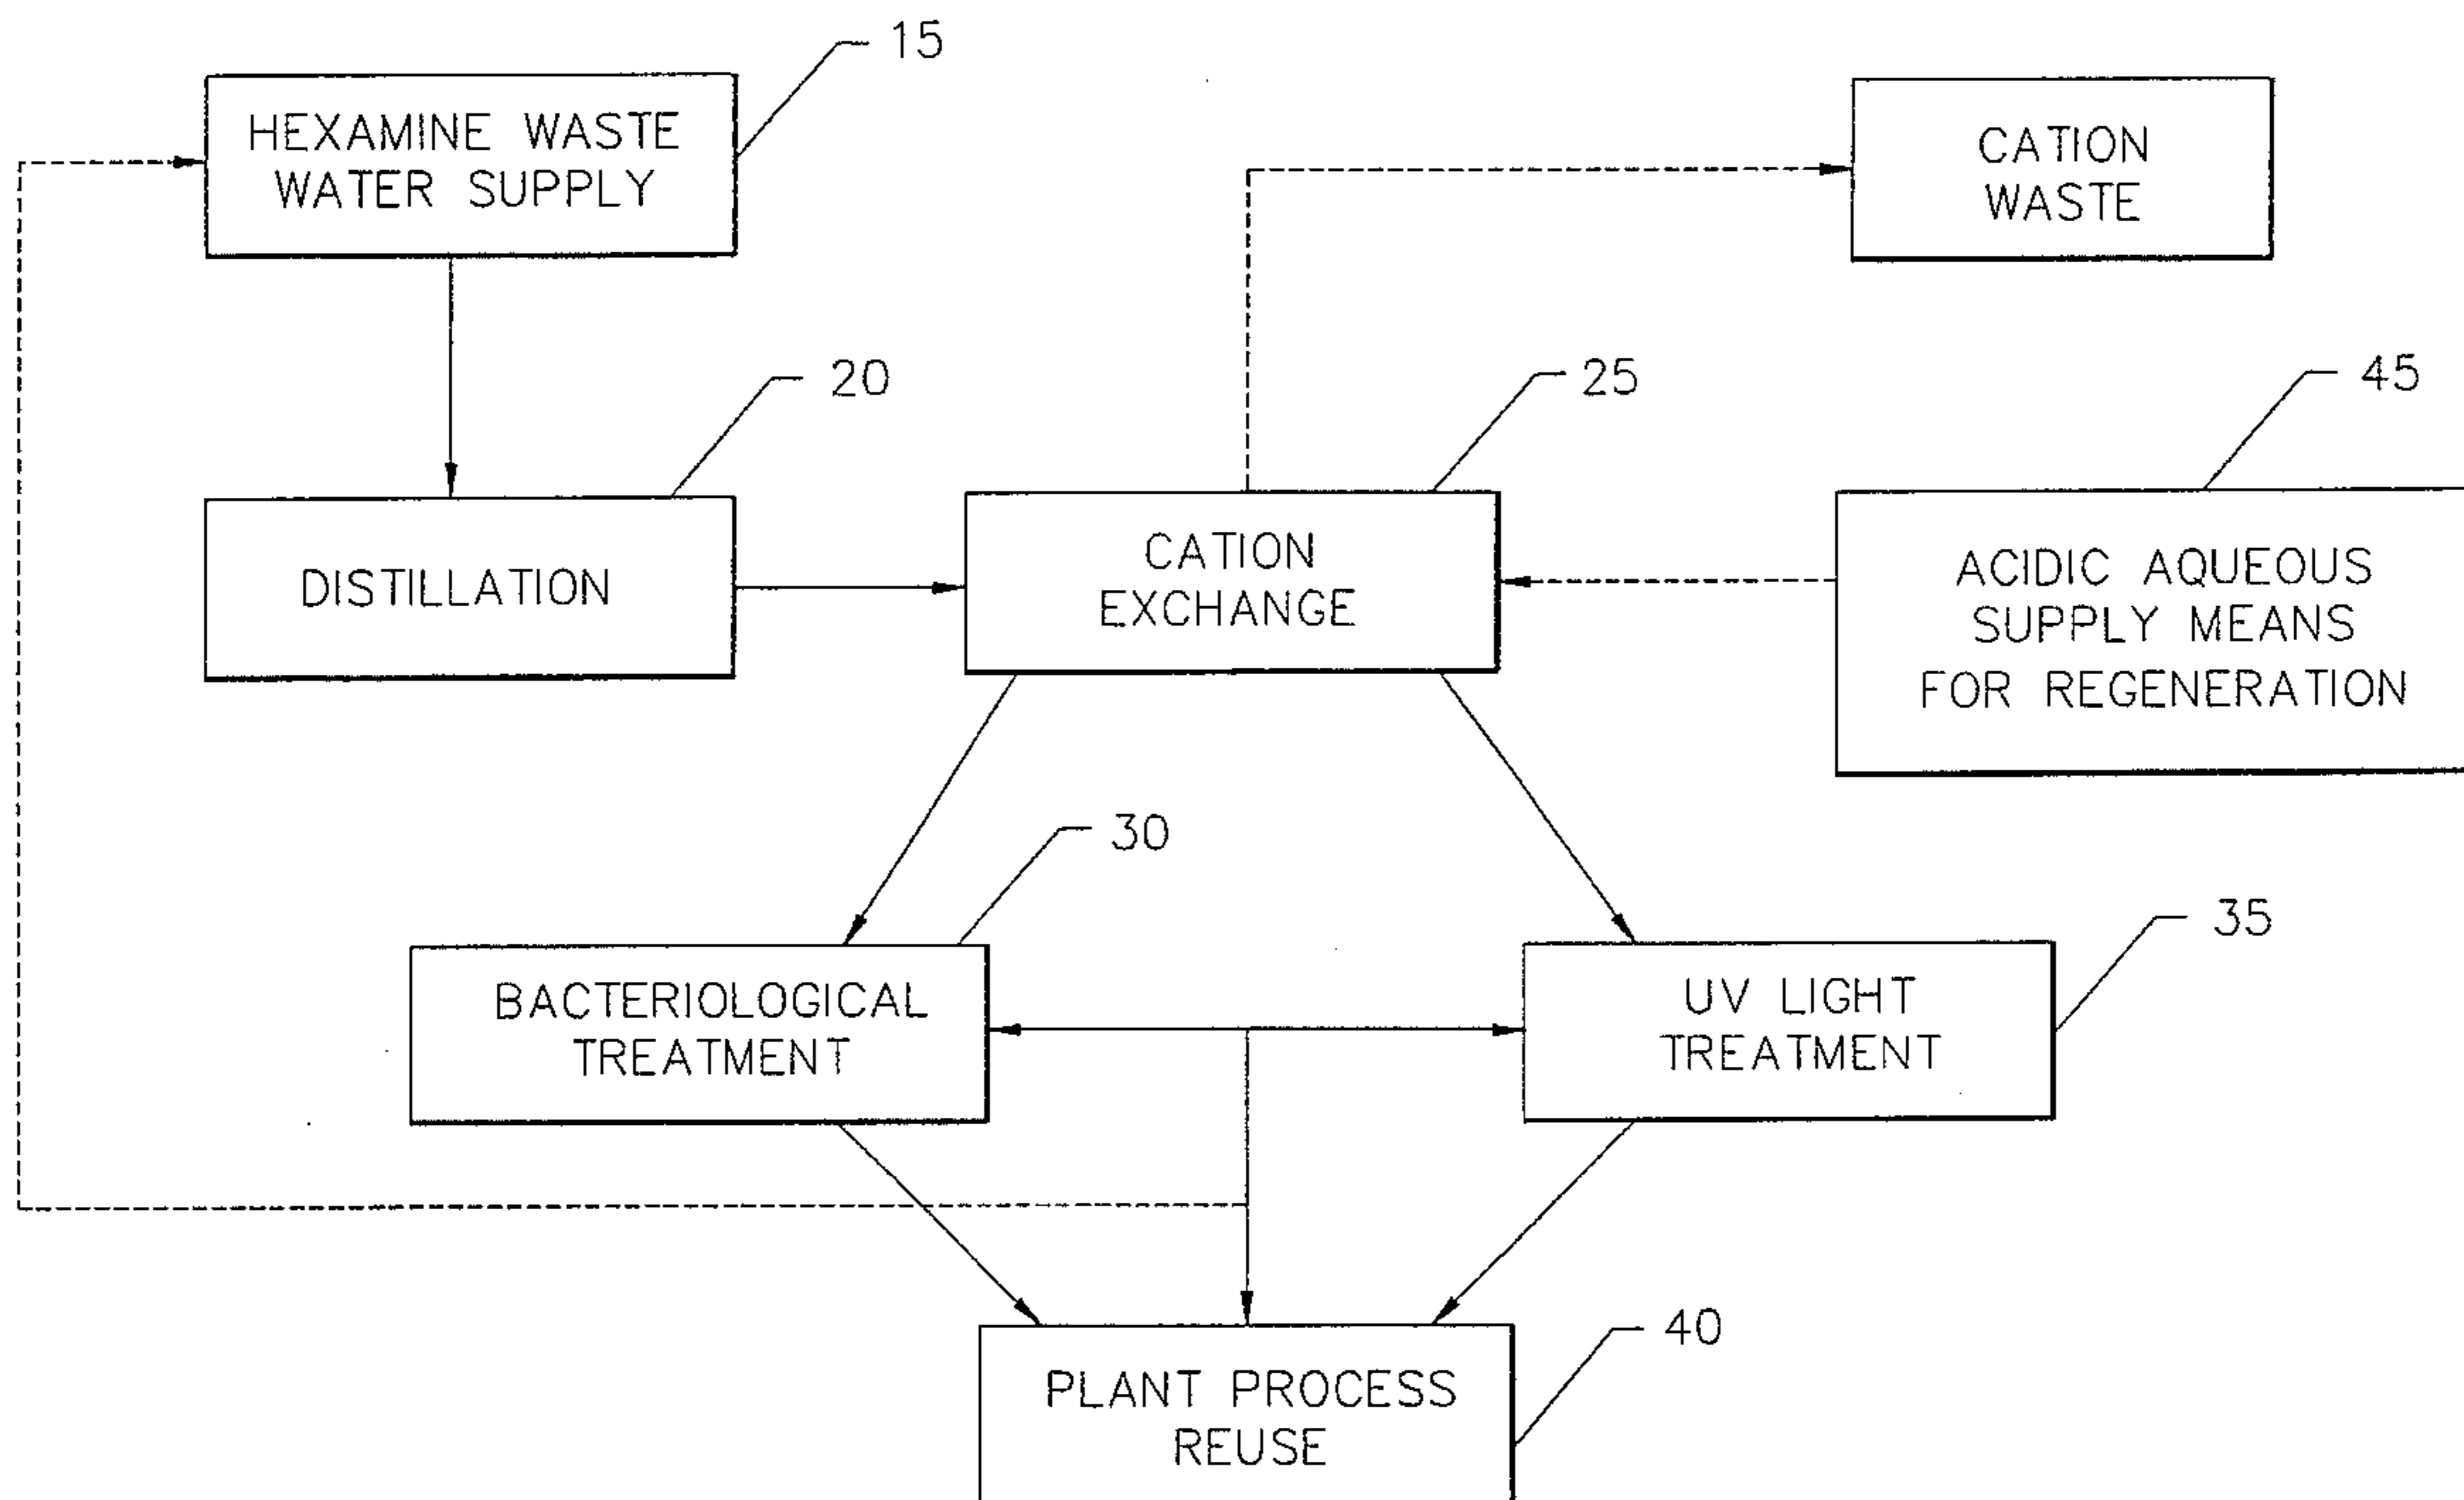 15
HEXAMINE WASTE
WATER SUPPLY
CATION
WASTE
20
25
45
DISTILLATION
CATION
EXCHANGE
ACIDIC AQUEOUS
SUPPLY MEANS
FOR REGENERATION
30
35
BACTERIOLOGICAL
TREATMENT
UV LIGHT
TREATMENT
40
PLANT PROCESS
REUSE